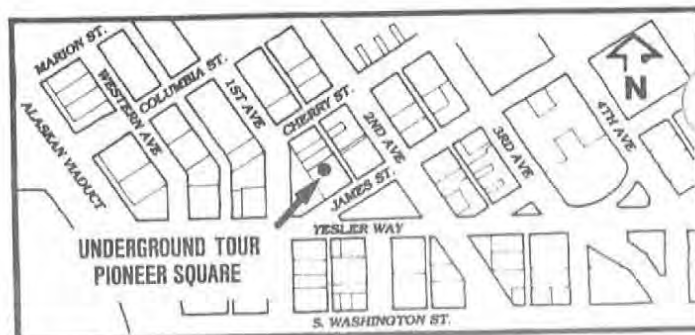 MARION ST.
WESTERN AVE
COLUMBIA ST.
1ST AVE
CHERRY ST.
2ND AVE
3RD AVE
4TH AVE
N
ALASKAN VIADUCT
JAMES ST.
YESLER WAY
UNDERGROUND TOUR
PIONEER SQUARE
S. WASHINGTON ST.